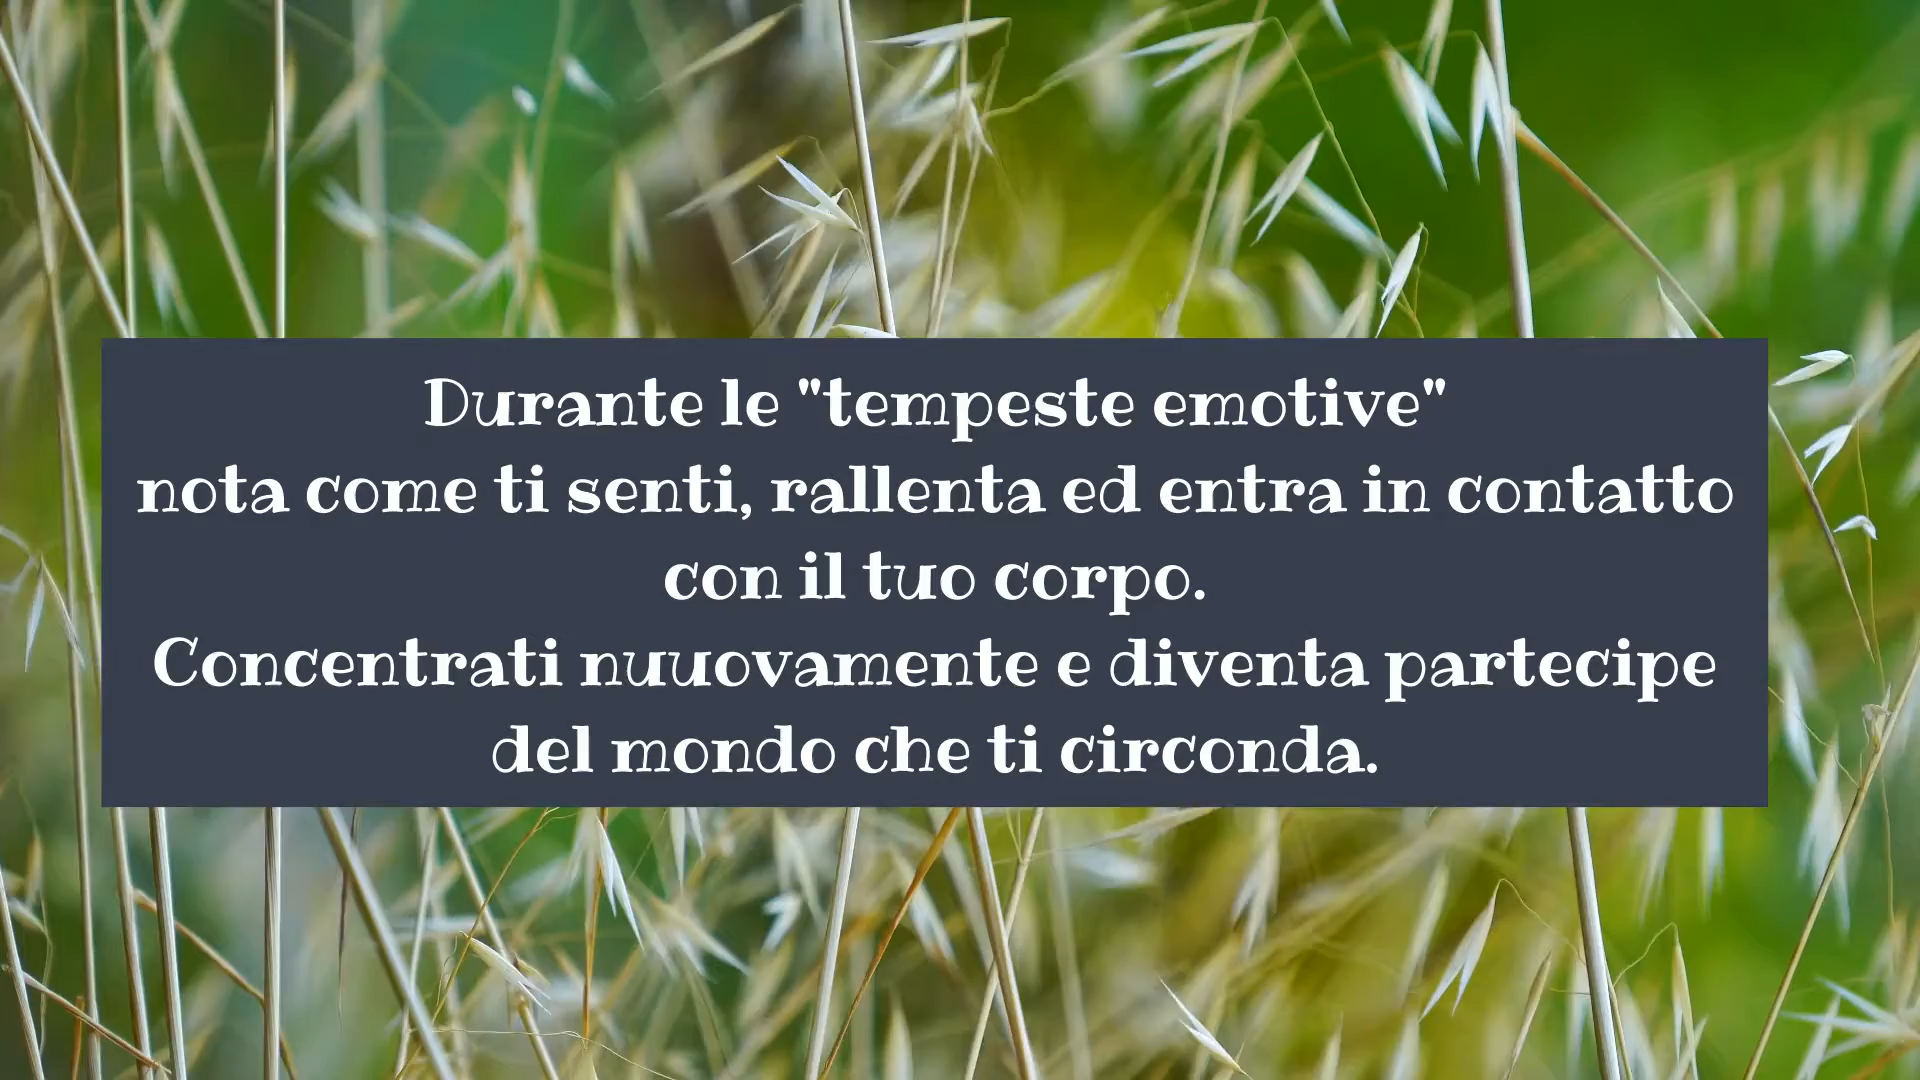 Durante le "tempeste emotive"
nota come ti senti, rallenta ed entra in contatto
con il tuo corpo.
Concentrati nuuovamente e diventa partecipe
del mondo che ti circonda.